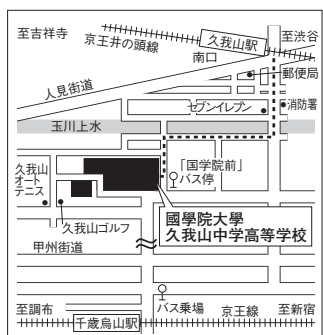 至吉祥寺
京王井の頭線
久我山駅
至渋谷
南口
郵便局
人見街道
セブンイレブン
消防署
玉川上水
久我山
オート
テニス
「国学院前」
バス停
久我山ゴルフ
國學院大學
久我山中学高等学校
甲州街道
至調布
バス乗場
京王線
至新宿
千歳烏山駅